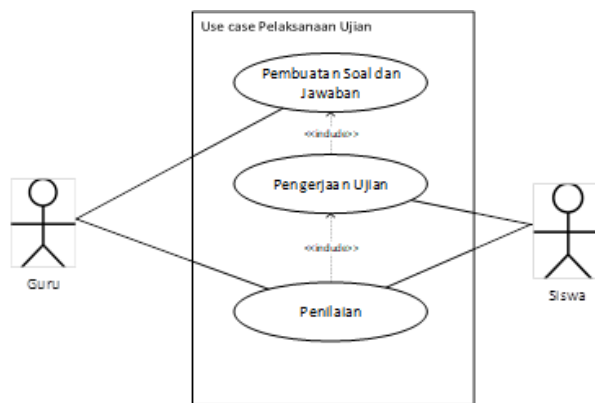 Use case Pelaksanaan Ujian
Pembuatan Soal dan
Jawaban
<<include>>
Pengerjaan Ujian
<<include>>
Penilaian
Guru
Siswa